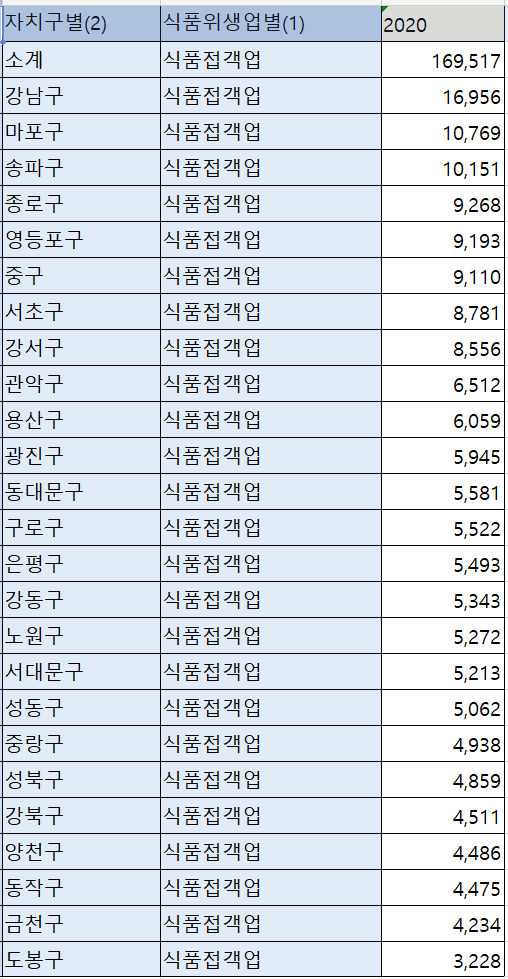 자치구별(2) 식품위생업별(1) 2020
소계 식품접객업 169,517
강남구 식품접객업 16,956
마포구 식품접객업 10,769
송파구 식품접객업 10,151
종로구 식품접객업 9,268
영등포구 식품접객업 9,193
중구 식품접객업 9,110
서초구 식품접객업 8,781
강서구 식품접객업 8,556
관악구 식품접객업 6,512
용산구 식품접객업 6,059
광진구 식품접객업 5,945
동대문구 식품접객업 5,581
구로구 식품접객업 5,522
은평구 식품접객업 5,493
강동구 식품접객업 5,343
노원구 식품접객업 5,272
서대문구 식품접객업 5,213
성동구 식품접객업 5,062
중랑구 식품접객업 4,938
성북구 식품접객업 4,859
강북구 식품접객업 4,511
양천구 식품접객업 4,486
동작구 식품접객업 4,475
금천구 식품접객업 4,234
도봉구 식품접객업 3,228